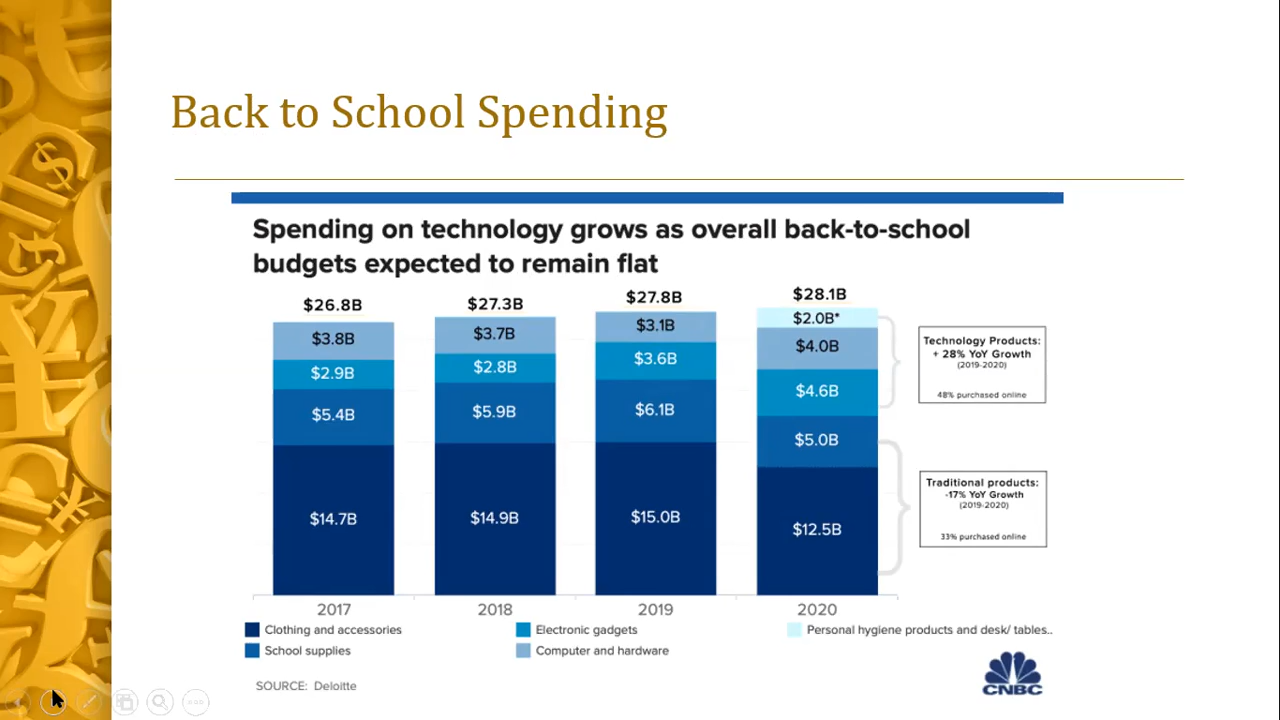 Back to School Spending
Spending on technology grows as overall back-to-school
budgets expected to remain flat
$26.8B
$27.3B
$27.8B
$28.1B
$3.8B
$3.7B
$3.1B
$2.0B*
$4.0B
$2.9B
$2.8B
$3.6B
$4.6B
$5.4B
$5.9B
$6.1B
$5.0B
$14.7B
$14.9B
$15.0B
$12.5B
Technology Products:
+ 28% YoY Growth
(2019-2020)
48% purchased online
Traditional products:
-17% YoY Growth
(2019-2020)
33% purchased online
2017
2018
2019
2020
Clothing and accessories
Electronic gadgets
Personal hygiene products and desk/ tables..
School supplies
Computer and hardware
SOURCE: Deloitte
CNBC